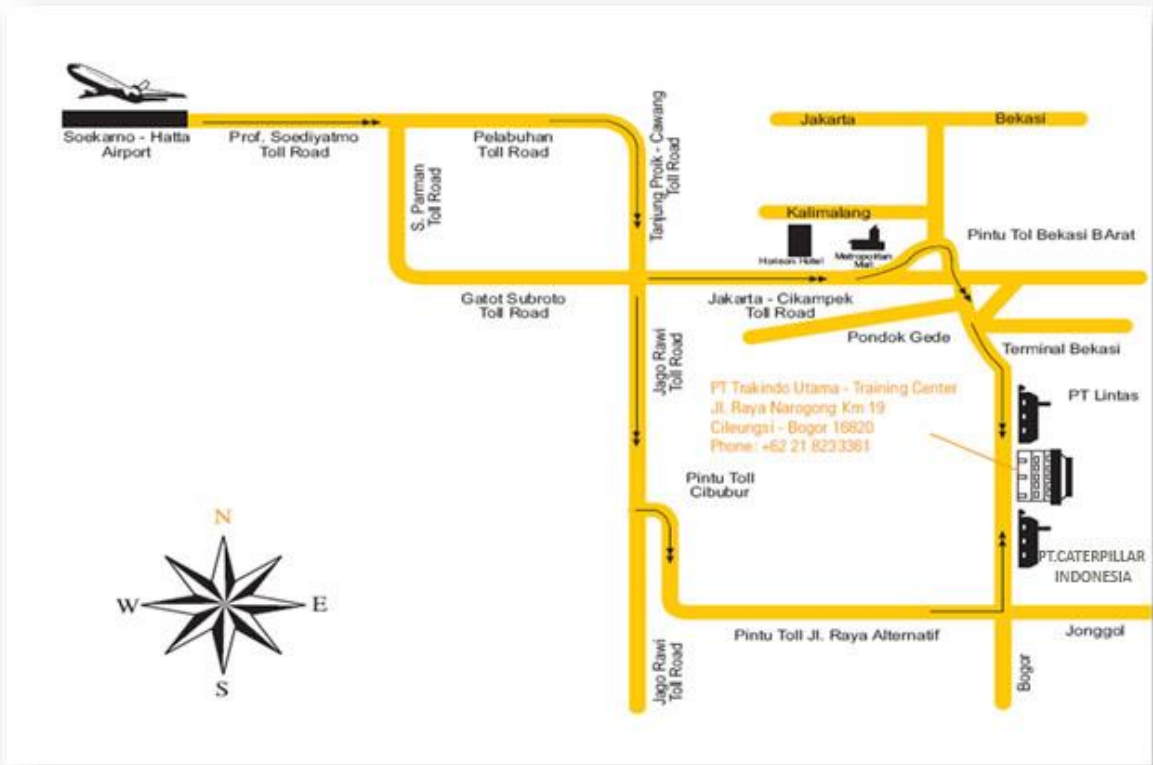 Soekarno - Hatta
Airport
Prof. Soediyatmo
Toll Road
Pelabuhan
Toll Road
Tanjung Proik - Cawang
Toll Road
S. Parman
Toll Road
Jakarta
Bekasi
Kalimalang
Horison Hotel
Metropolitan
Mall
Pintu Tol Bekasi BArat
Gatot Subroto
Toll Road
Jakarta - Cikampek
Toll Road
Pondok Gede
Terminal Bekasi
Jago Rawi
Toll Road
PT Trakindo Utama - Training Center
Jl. Raya Narogong Km 19
Cileungsi - Bogor 16820
Phone: +62 21 8233361
PT Lintas
Pintu Toll
Cibubur
N
W
E
S
PT.CATERPILLAR
INDONESIA
Pintu Toll Jl. Raya Alternatif
Jonggol
Jago Rawi
Toll Road
Bogor